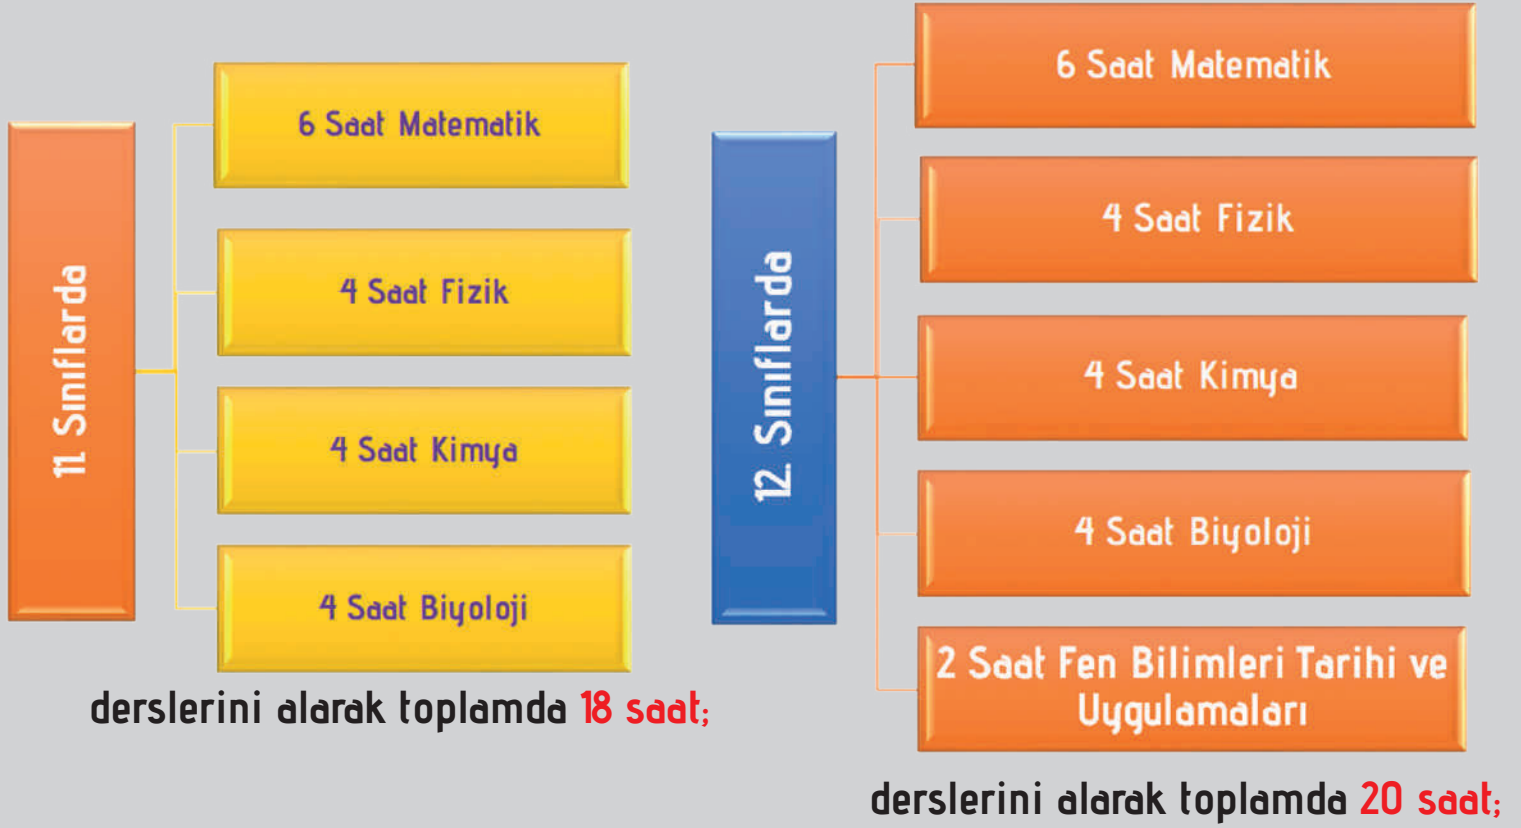 11. Sınıflarda
6 Saat Matematik
4 Saat Fizik
4 Saat Kimya
4 Saat Biyoloji
derslerini alarak toplamda 18 saat;
12. Sınıflarda
6 Saat Matematik
4 Saat Fizik
4 Saat Kimya
4 Saat Biyoloji
2 Saat Fen Bilimleri Tarihi ve
Uygulamaları
derslerini alarak toplamda 20 saat;